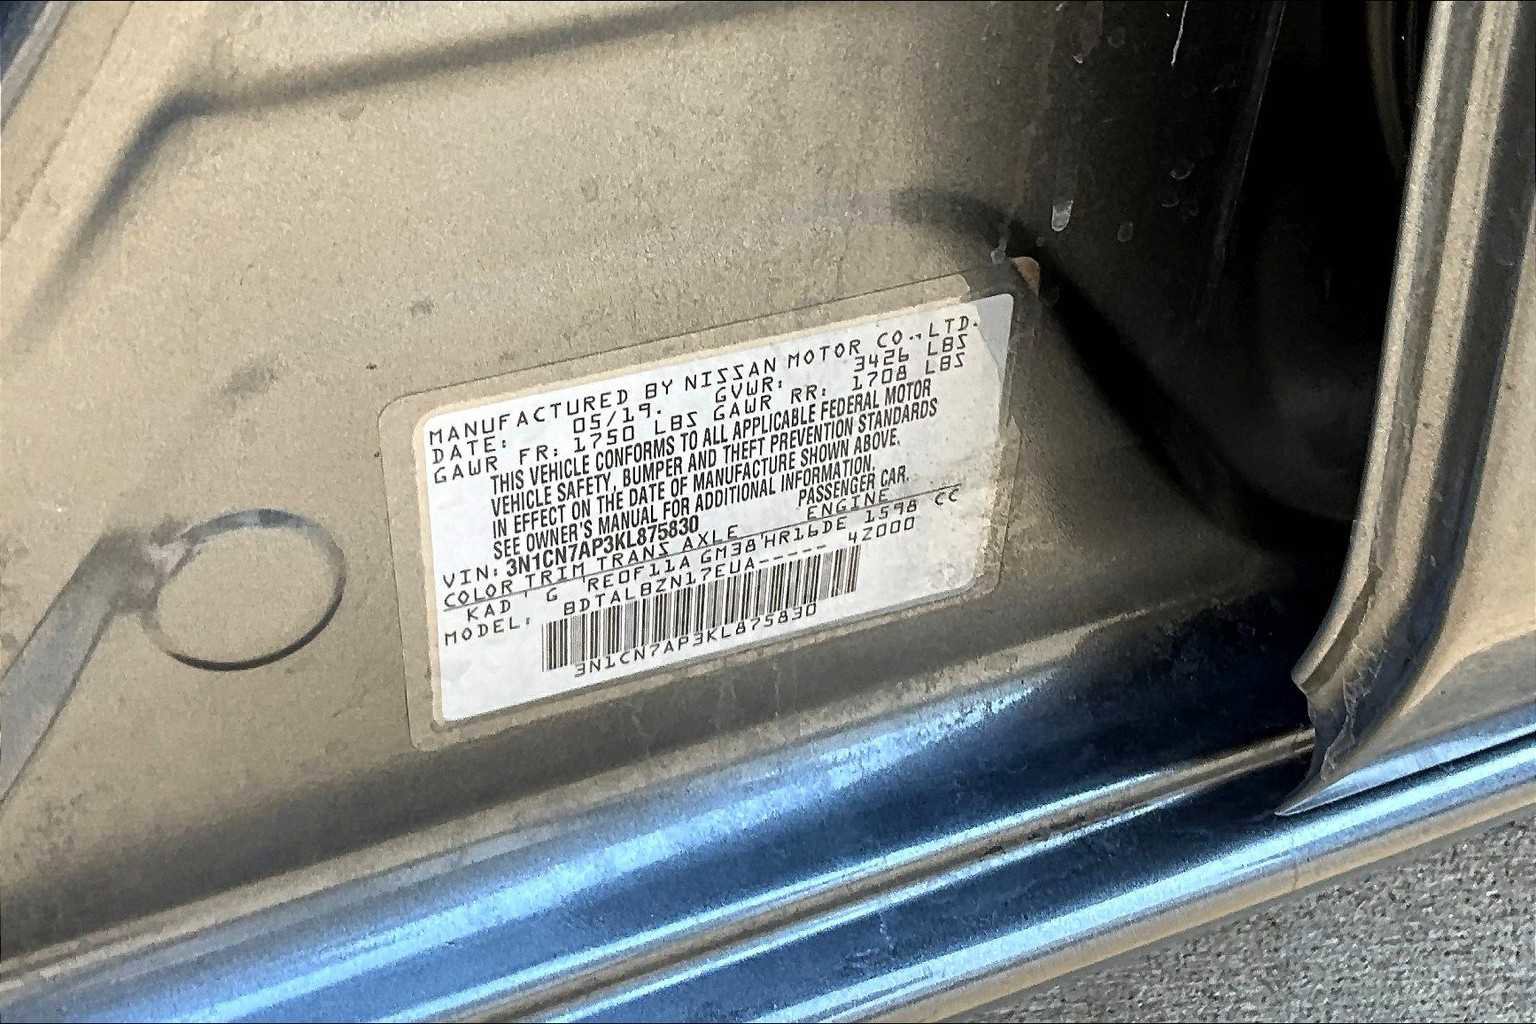 MANUFACTURED BY NISSAN MOTOR CO.,LTD.
DATE: 05/19. GVWR: 3426 LBS
GAWR FR: 1750 LBS GAWR RR: 1708 LBS
THIS VEHICLE CONFORMS TO ALL APPLICABLE FEDERAL MOTOR
VEHICLE SAFETY, BUMPER AND THEFT PREVENTION STANDARDS
IN EFFECT ON THE DATE OF MANUFACTURE SHOWN ABOVE.
SEE OWNER'S MANUAL FOR ADDITIONAL INFORMATION.
VIN: 3N1CN7AP3KL875830 PASSENGER CAR.
COLOR TRIM TRANS AXLE ENGINE
KAD G RE0F11A GM38 HR16DE 1598 CC
MODEL: BDTALBZN17EUA----- 4Z000
3N1CN7AP3KL875830